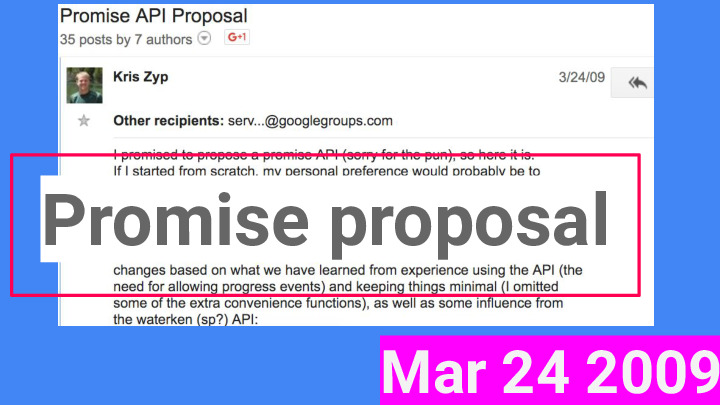 Promise API Proposal
35 posts by 7 authors
G+1
Kris Zyp
3/24/09
Other recipients: serv...@googlegroups.com
I promised to propose a promise API (sorry for the pun), so here it is.
If I started from scratch, my personal preference would probably be to
Promise proposal
changes based on what we have learned from experience using the API (the
need for allowing progress events) and keeping things minimal (I omitted
some of the extra convenience functions), as well as some influence from
the waterken (sp?) API:
Mar 24 2009